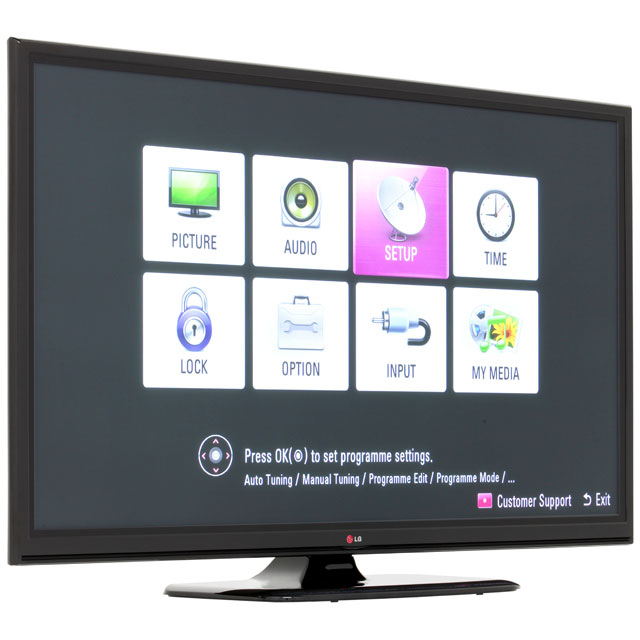 PICTURE
AUDIO
SETUP
TIME
LOCK
OPTION
INPUT
MY MEDIA
Press OK(◉) to set programme settings.
Auto Tuning / Manual Tuning / Programme Edit / Programme Mode / ...
Customer Support
Exit
LG